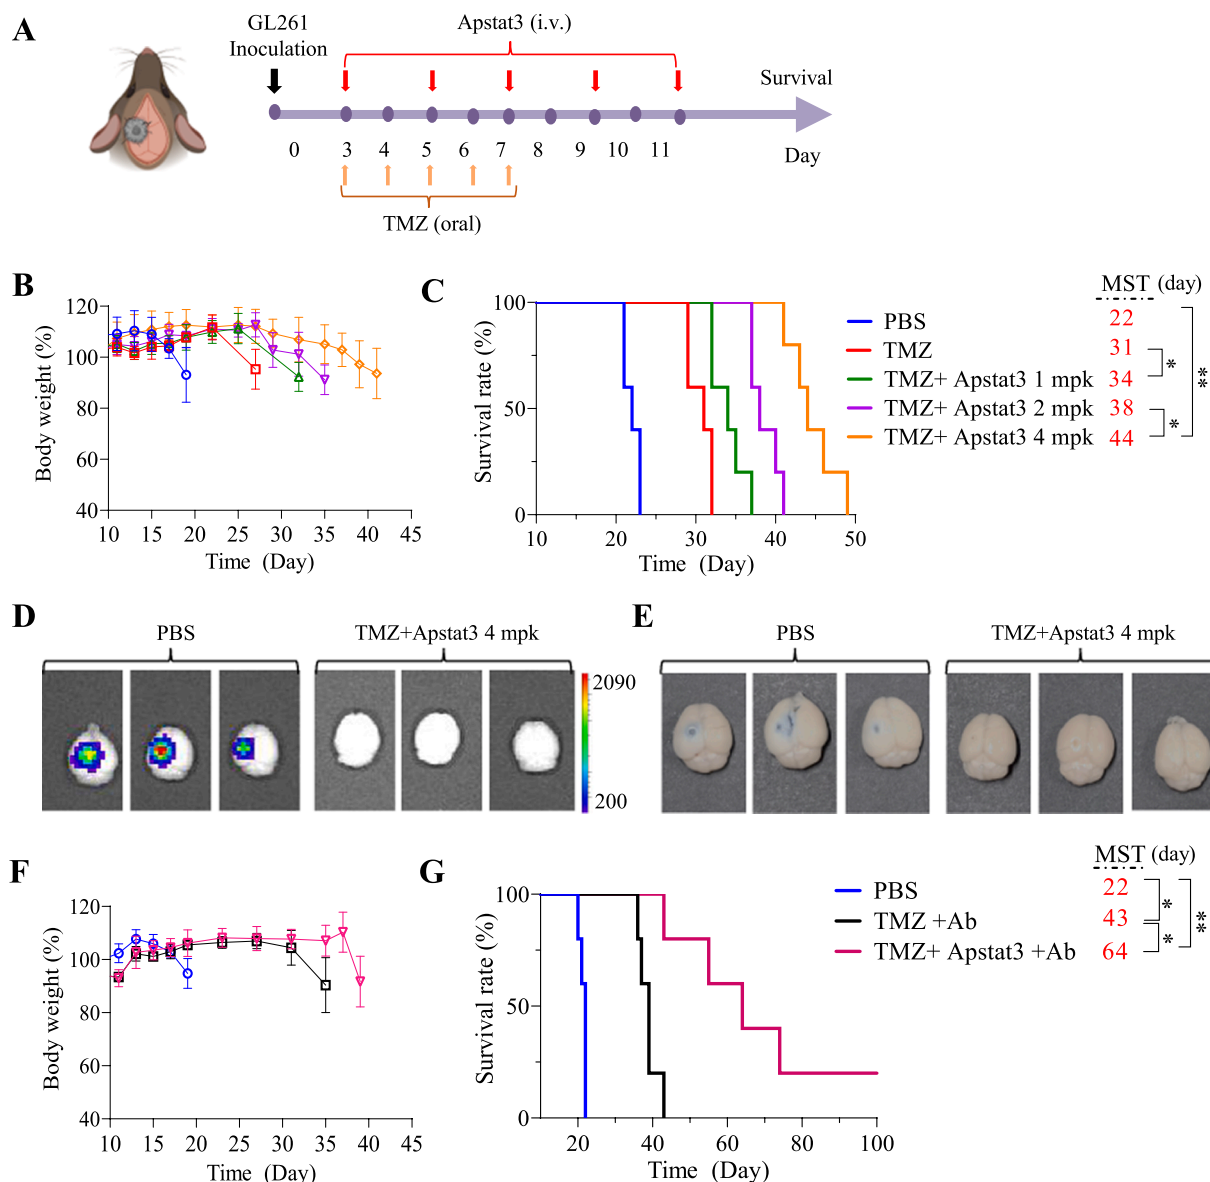 A
GL261
Inoculation
Apstat3 (i.v.)
Survival
0 3 4 5 6 7 8 9 10 11
Day
TMZ (oral)
B
Body weight (%)
120
100
80
60
40
10 15 20 25 30 35 40 45
Time (Day)
C
Survival rate (%)
100
50
0
10 20 30 40 50
Time (Day)
MST (day)
PBS 22
TMZ 31
TMZ+ Apstat3 1 mpk 34
TMZ+ Apstat3 2 mpk 38
TMZ+ Apstat3 4 mpk 44
*
*
**
D
PBS
TMZ+Apstat3 4 mpk
2090
200
E
PBS
TMZ+Apstat3 4 mpk
F
Body weight (%)
120
100
80
60
40
10 15 20 25 30 35 40 45
Time (Day)
G
Survival rate (%)
100
50
0
20 40 60 80 100
Time (Day)
MST (day)
PBS 22
TMZ +Ab 43
TMZ+ Apstat3 +Ab 64
*
*
**